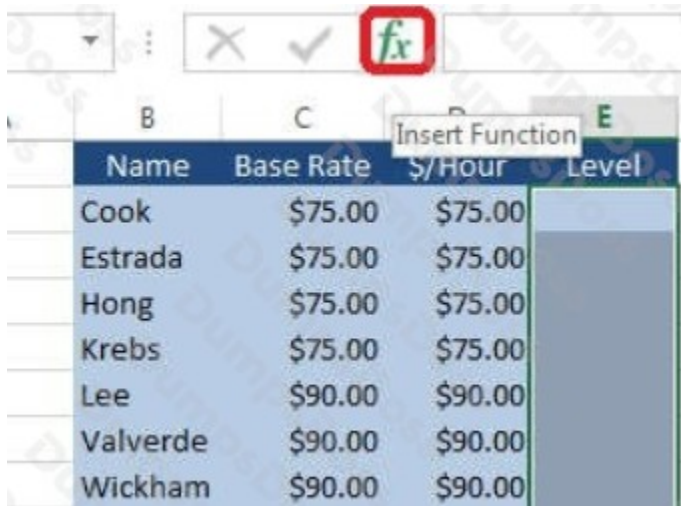 fx
B C E
Insert Function
Name Base Rate $/Hour Level
Cook $75.00 $75.00
Estrada $75.00 $75.00
Hong $75.00 $75.00
Krebs $75.00 $75.00
Lee $90.00 $90.00
Valverde $90.00 $90.00
Wickham $90.00 $90.00